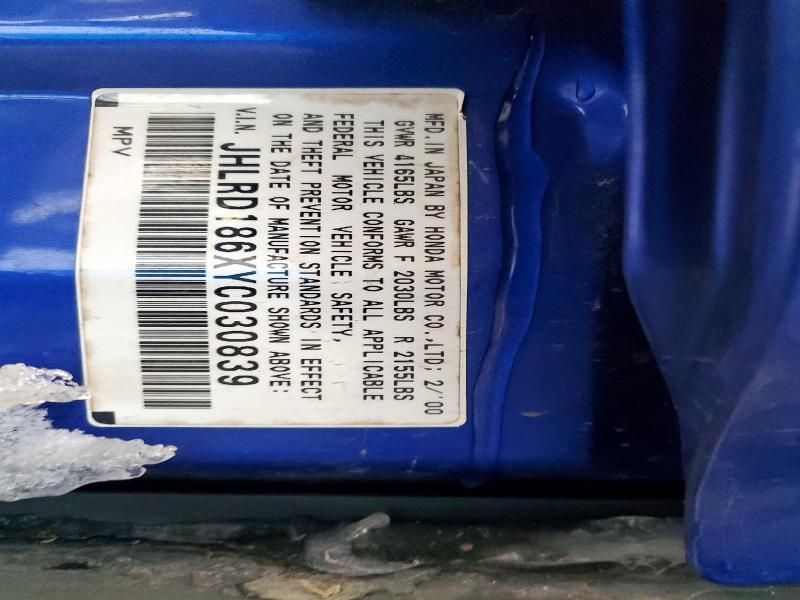 MFD. IN JAPAN BY HONDA MOTOR CO.,LTD; 2/'00
GVWR 4165LBS GAWR F 2030LBS R 2155LBS
THIS VEHICLE CONFORMS TO ALL APPLICABLE
FEDERAL MOTOR VEHICLE SAFETY,
AND THEFT PREVENTION STANDARDS IN EFFECT
ON THE DATE OF MANUFACTURE SHOWN ABOVE:
V.I.N. JHLRD186XYC030839
MPV